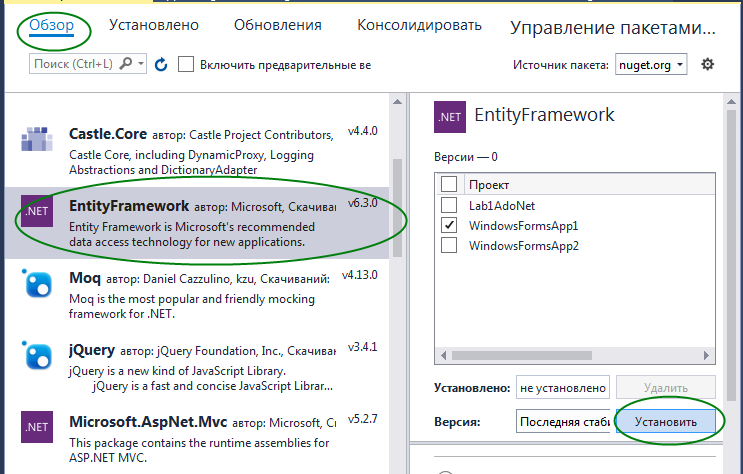 Обзор Установлено Обновления Консолидировать Управление пакетами...
Поиск (Ctrl+L) Включить предварительные ве Источник пакета: nuget.org
Castle.Core автор: Castle Project Contributors, v4.4.0
Castle Core, including DynamicProxy, Logging
Abstractions and DictionaryAdapter
.NET EntityFramework автор: Microsoft, Скачиван v6.3.0
Entity Framework is Microsoft's recommended
data access technology for new applications.
Moq автор: Daniel Cazzulino, kzu, Скачиваний: v4.13.0
Moq is the most popular and friendly mocking
framework for .NET.
jQuery автор: jQuery Foundation, Inc., Скачиван v3.4.1
jQuery is a new kind of JavaScript Library.
jQuery is a fast and concise JavaScript Librar...
.NET Microsoft.AspNet.Mvc автор: Microsoft, С v5.2.7
This package contains the runtime assemblies for
ASP.NET MVC.
.NET EntityFramework
Версии — 0
Проект
Lab1AdoNet
WindowsFormsApp1
WindowsFormsApp2
Установлено: не установлено Удалить
Версия: Последняя стаби Установить